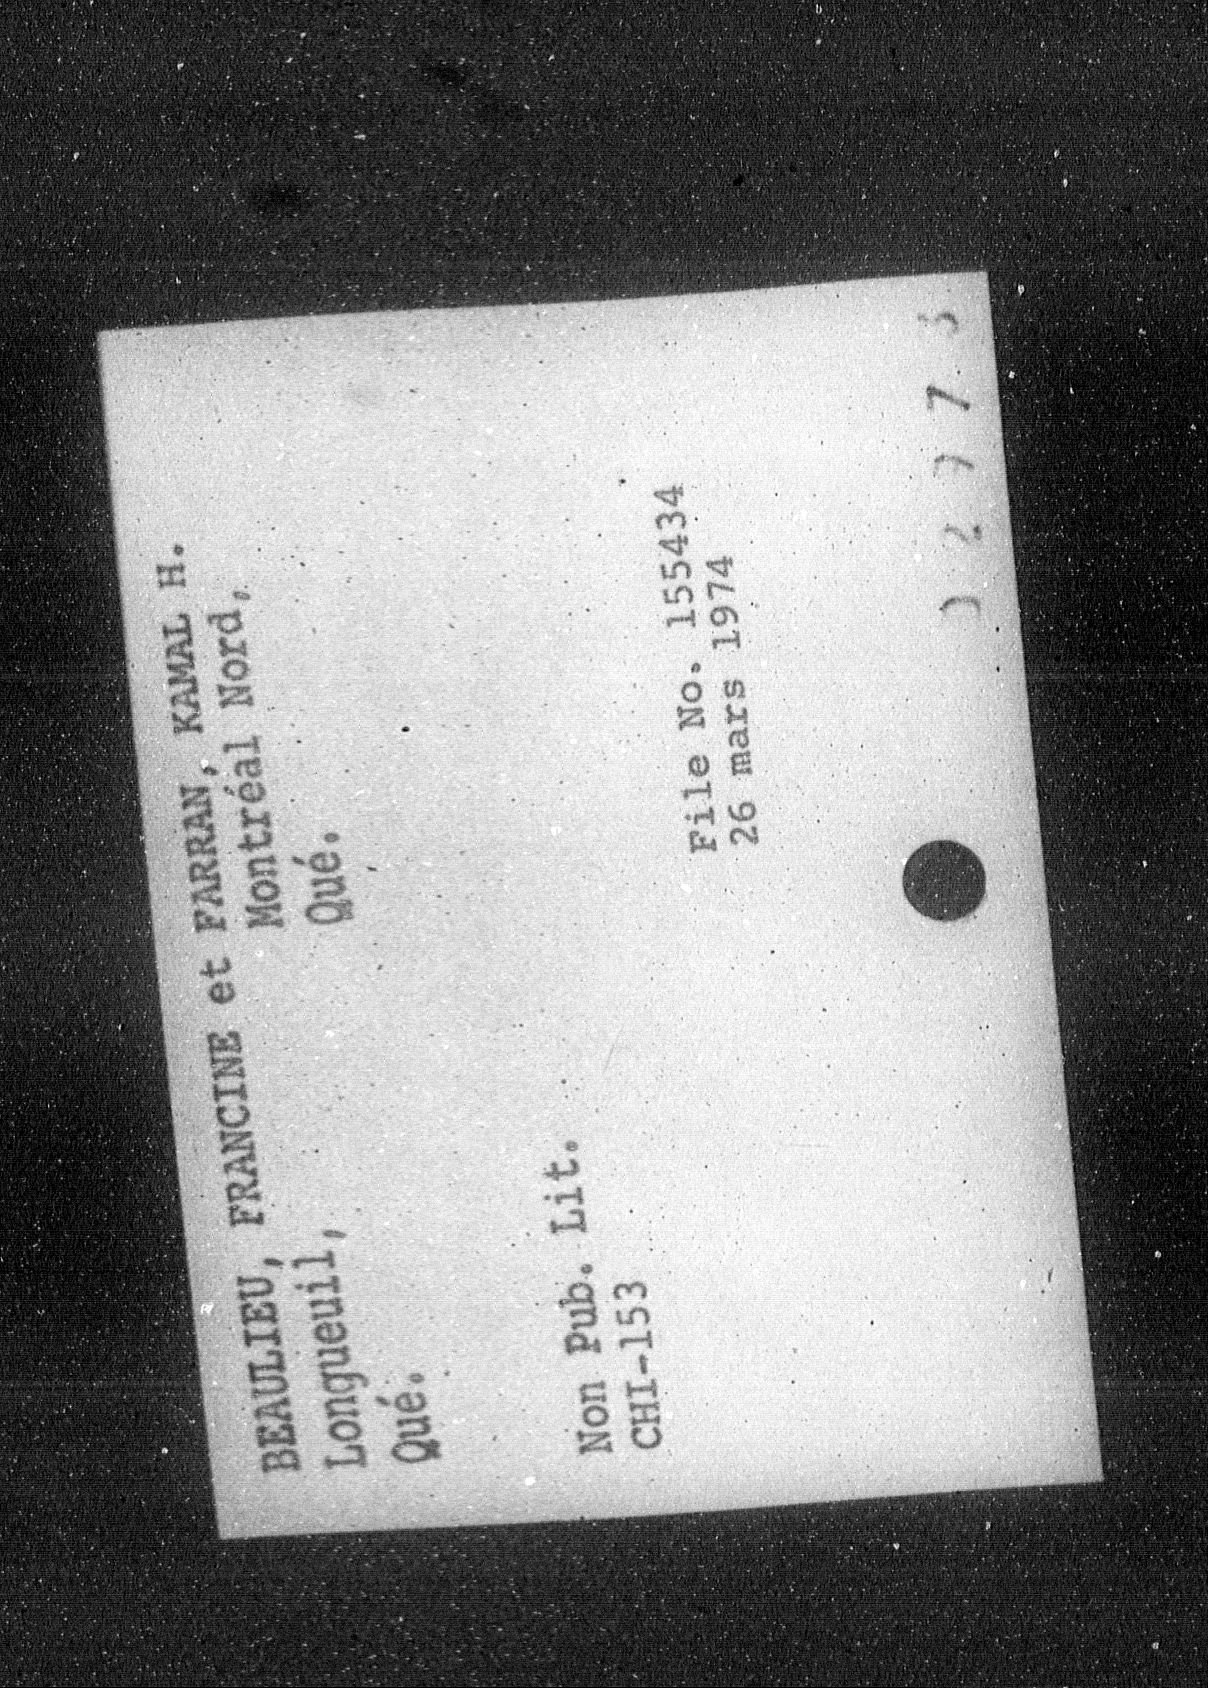 BEAULIEU, FRANCINE et FARRAN, KAMAL H.
Longueuil, Montréal Nord,
Qué. Qué.
Non Pub. Lit.
CHI-153
File No. 155434
26 mars 1974